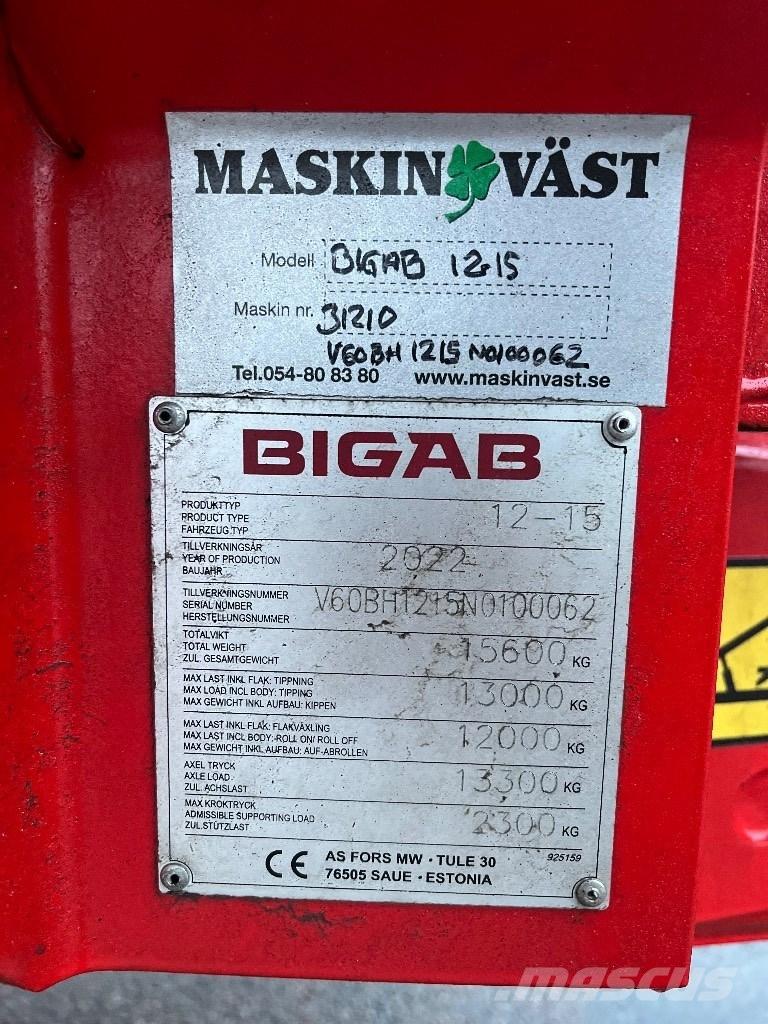 MASKIN VÄST
Modell BIGAB 12-15
Maskin nr. 31210
V60BH1215N0100062
Tel.054-80 83 80 www.maskinvast.se
BIGAB
PRODUKTTYP
PRODUCT TYPE 12-15
FAHRZEUG TYP
TILLVERKNINGSÅR
YEAR OF PRODUCTION 2022
BAUJAHR
TILLVERKNINGSNUMMER
SERIAL NUMBER V60BH1215N0100062
HERSTELLUNGSNUMMER
TOTALVIKT
TOTAL WEIGHT 15600 KG
ZUL. GESAMTGEWICHT
MAX LAST INKL FLAK: TIPPNING
MAX LOAD INCL BODY: TIPPING 13000 KG
MAX GEWICHT INKL AUFBAU: KIPPEN
MAX LAST INKL FLAK: FLAKVÄXLING
MAX LAST INCL BODY: ROLL ON/ ROLL OFF 12000 KG
MAX GEWICHT INKL AUFBAU: AUF-ABROLLEN
AXEL TRYCK
AXLE LOAD 13300 KG
ZUL. ACHSLAST
MAX KROKTRYCK
ADMISSIBLE SUPPORTING LOAD 2300 KG
ZUL. STÜTZLAST
CE AS FORS MW · TULE 30 925159
76505 SAUE · ESTONIA
mascus